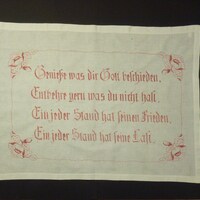 Genieße was dir Gott beschieden,
Entbehre gern was du nicht hast,
Ein jeder Stand hat seinen Frieden,
Ein jeder Stand hat seine Last.